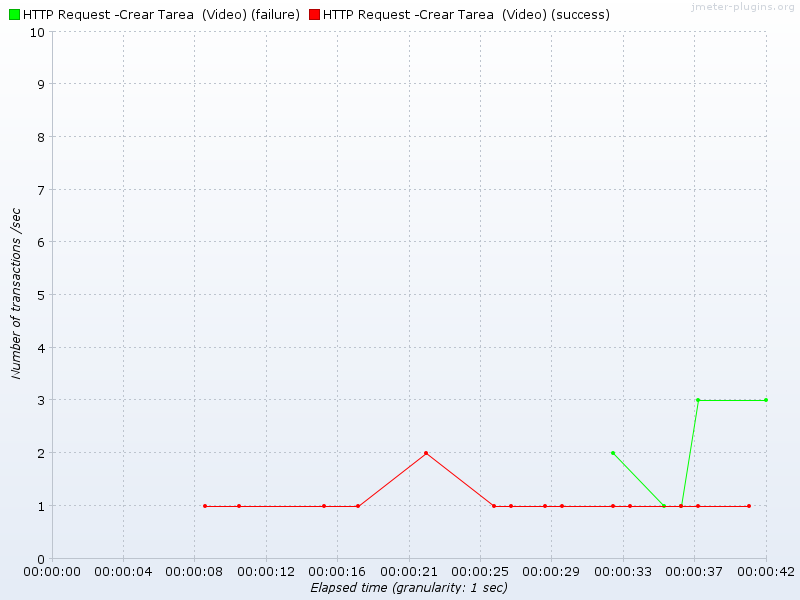 HTTP Request -Crear Tarea  (Video) (failure) HTTP Request -Crear Tarea  (Video) (success)
jmeter-plugins.org
10
9
8
7
6
5
4
3
2
1
0
Number of transactions /sec
00:00:00 00:00:04 00:00:08 00:00:12 00:00:16 00:00:21 00:00:25 00:00:29 00:00:33 00:00:37 00:00:42
Elapsed time (granularity: 1 sec)